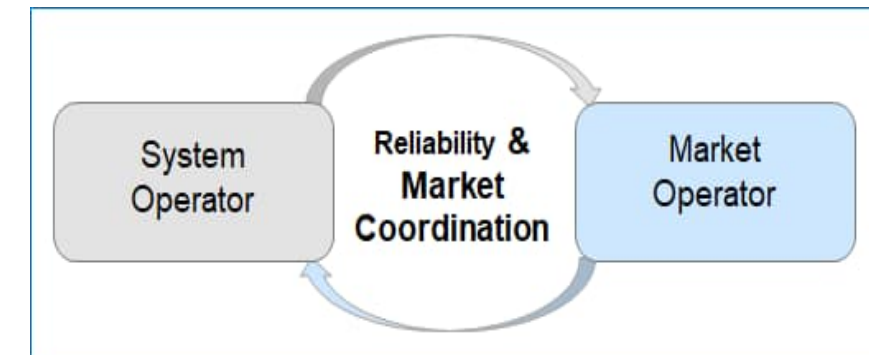 System
Operator
Reliability &
Market
Coordination
Market
Operator